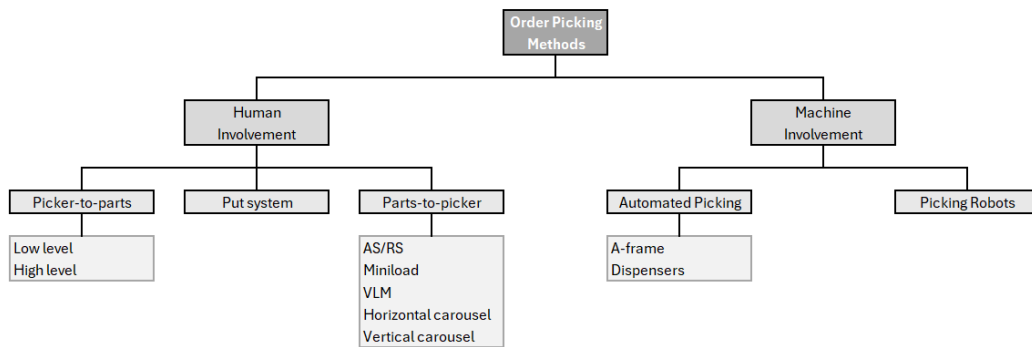 Order Picking
Methods
Human
Involvement
Machine
Involvement
Picker-to-parts
Put system
Parts-to-picker
Automated Picking
Picking Robots
Low level
High level
AS/RS
Miniload
VLM
Horizontal carousel
Vertical carousel
A-frame
Dispensers